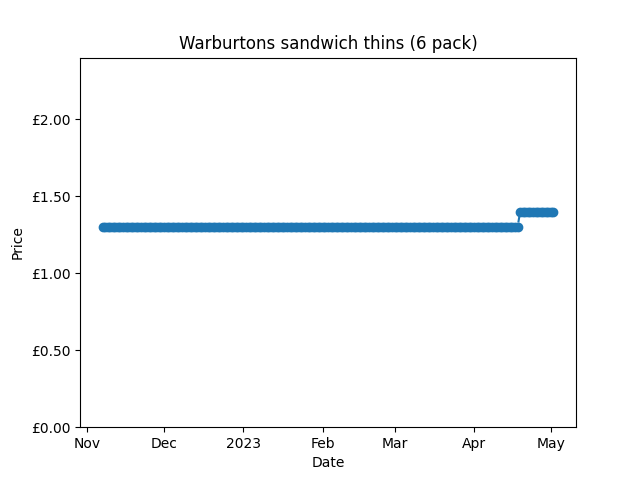 Warburtons sandwich thins (6 pack)
£2.00
£1.50
£1.00
£0.50
£0.00
Price
Nov Dec 2023 Feb Mar Apr May
Date